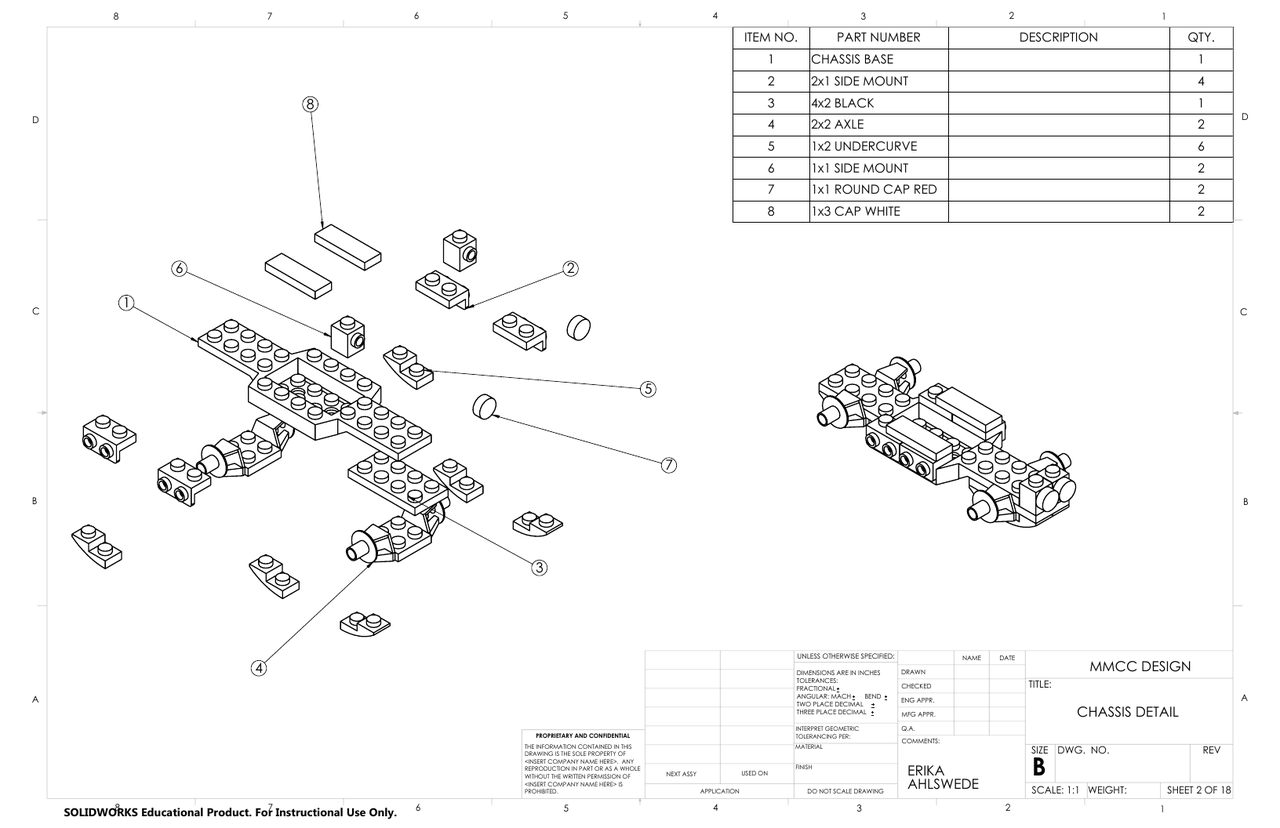 8 7 6 5 4 3 2 1
ITEM NO. PART NUMBER DESCRIPTION QTY.
1 CHASSIS BASE 1
2 2x1 SIDE MOUNT 4
3 4x2 BLACK 1
4 2x2 AXLE 2
5 1x2 UNDERCURVE 6
6 1x1 SIDE MOUNT 2
7 1x1 ROUND CAP RED 2
8 1x3 CAP WHITE 2
D D
8
6
2
1
C C
5
7
B B
3
4
A A
PROPRIETARY AND CONFIDENTIAL
THE INFORMATION CONTAINED IN THIS
DRAWING IS THE SOLE PROPERTY OF
<INSERT COMPANY NAME HERE>. ANY
REPRODUCTION IN PART OR AS A WHOLE
WITHOUT THE WRITTEN PERMISSION OF
<INSERT COMPANY NAME HERE> IS
PROHIBITED.
NEXT ASSY USED ON
APPLICATION
UNLESS OTHERWISE SPECIFIED:
DIMENSIONS ARE IN INCHES
TOLERANCES:
FRACTIONAL±
ANGULAR: MACH± BEND ±
TWO PLACE DECIMAL ±
THREE PLACE DECIMAL ±
INTERPRET GEOMETRIC
TOLERANCING PER:
MATERIAL
FINISH
DO NOT SCALE DRAWING
NAME DATE
DRAWN
CHECKED
ENG APPR.
MFG APPR.
Q.A.
COMMENTS:
ERIKA
AHLSWEDE
MMCC DESIGN
TITLE:
CHASSIS DETAIL
SIZE DWG. NO. REV
B
SCALE: 1:1 WEIGHT: SHEET 2 OF 18
8 7 6 5 4 3 2 1
SOLIDWORKS Educational Product. For Instructional Use Only.